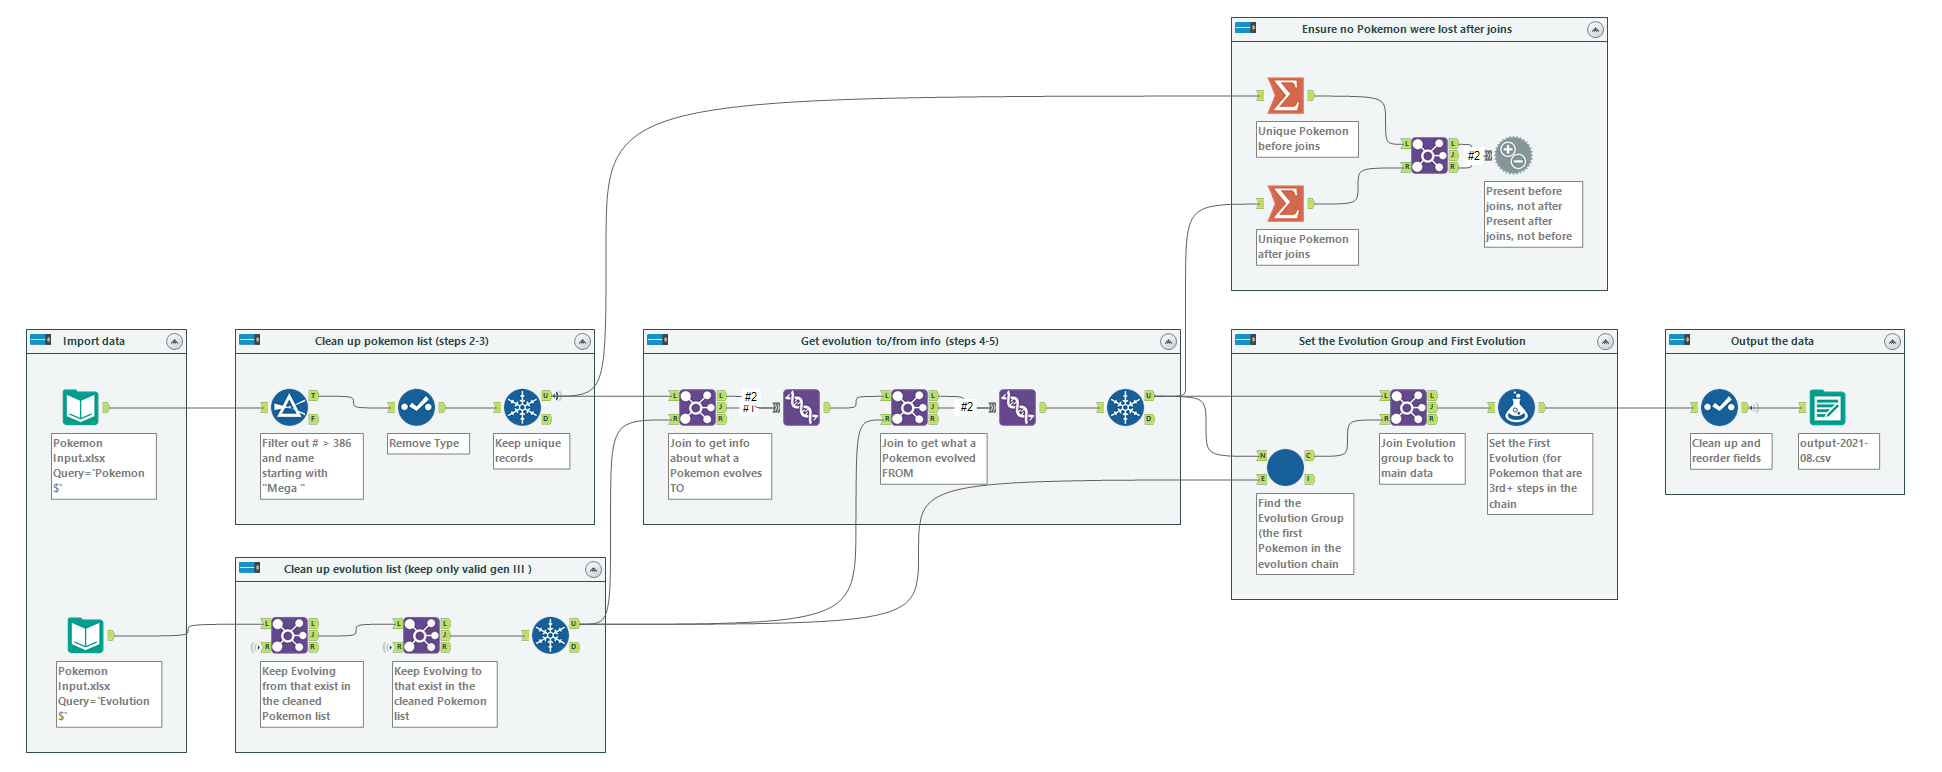 Ensure no Pokemon were lost after joins
Unique Pokemon
before joins
#2
Present before
joins, not after
Present after
joins, not before
Unique Pokemon
after joins
Import data
Pokemon
Input.xlsx
Query=`Pokemon
$`
Pokemon
Input.xlsx
Query=`Evolution
$`
Clean up pokemon list (steps 2-3)
Filter out # > 386
and name
starting with
"Mega "
Remove Type
Keep unique
records
Clean up evolution list (keep only valid gen III )
Keep Evolving
from that exist in
the cleaned
Pokemon list
Keep Evolving to
that exist in the
cleaned Pokemon
list
Get evolution to/from info (steps 4-5)
#2
#1
Join to get info
about what a
Pokemon evolves
TO
#2
Join to get what a
Pokemon evolved
FROM
Set the Evolution Group and First Evolution
Find the
Evolution Group
(the first
Pokemon in the
evolution chain
Join Evolution
group back to
main data
Set the First
Evolution (for
Pokemon that are
3rd+ steps in the
chain
Output the data
Clean up and
reorder fields
output-2021-
08.csv